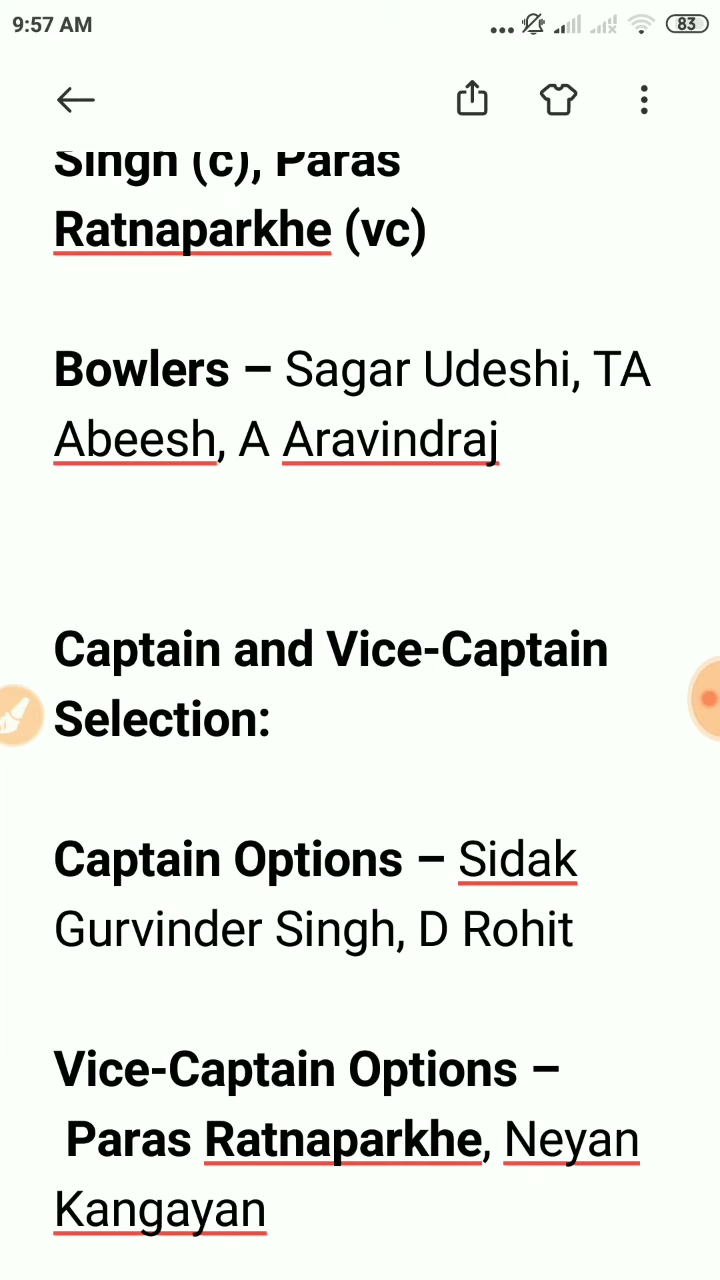 9:57 AM
83
Singh (c), Paras
Ratnaparkhe (vc)
Bowlers – Sagar Udeshi, TA
Abeesh, A Aravindraj
Captain and Vice-Captain
Selection:
Captain Options – Sidak
Gurvinder Singh, D Rohit
Vice-Captain Options –
Paras Ratnaparkhe, Neyan
Kangayan